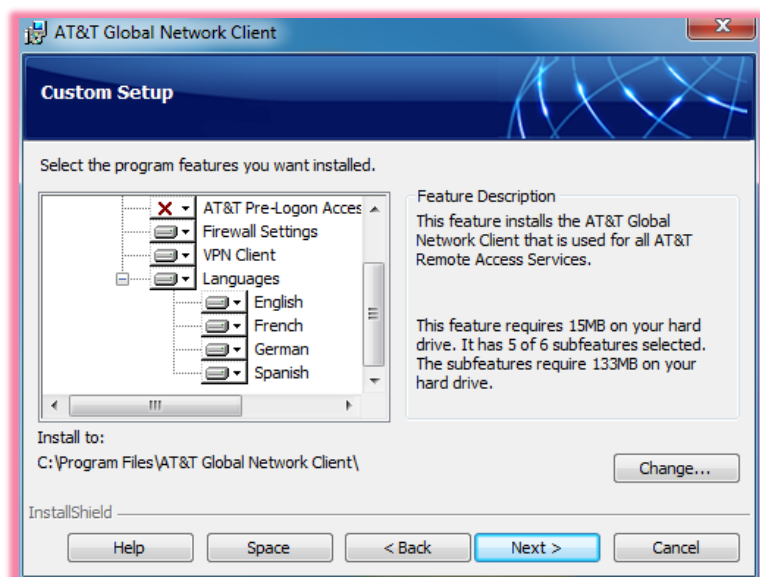 AT&T Global Network Client
Custom Setup
Select the program features you want installed.
AT&T Pre-Logon Acces
Firewall Settings
VPN Client
Languages
English
French
German
Spanish
Feature Description
This feature installs the AT&T Global
Network Client that is used for all AT&T
Remote Access Services.
This feature requires 15MB on your hard
drive. It has 5 of 6 subfeatures selected.
The subfeatures require 133MB on your
hard drive.
Install to:
C:\Program Files\AT&T Global Network Client\
Change...
InstallShield
Help
Space
< Back
Next >
Cancel